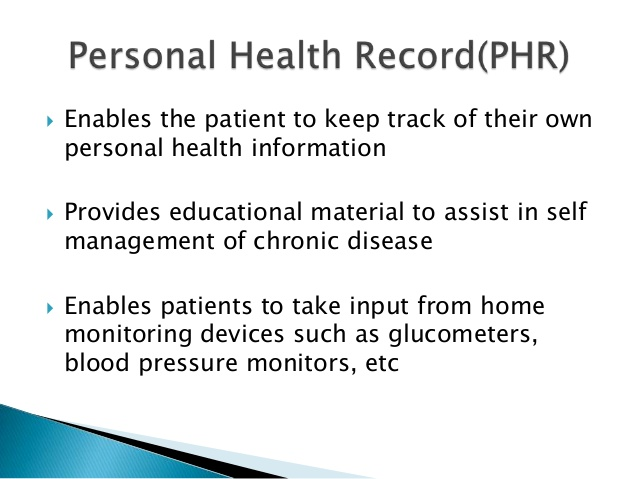 Personal Health Record(PHR)
Enables the patient to keep track of their own
personal health information
Provides educational material to assist in self
management of chronic disease
Enables patients to take input from home
monitoring devices such as glucometers,
blood pressure monitors, etc